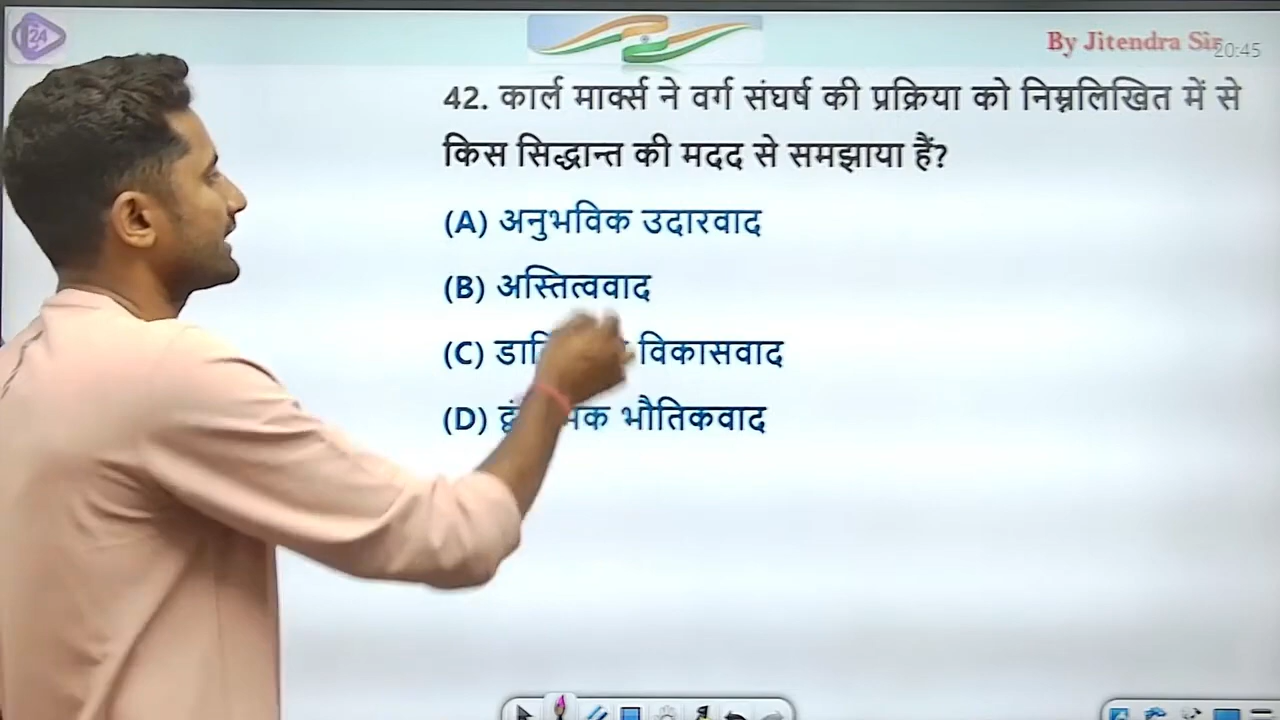 24
By Jitendra Sir
20:45
42. कार्ल मार्क्स ने वर्ग संघर्ष की प्रक्रिया को निम्नलिखित में से
किस सिद्धान्त की मदद से समझाया हैं?
(A) अनुभविक उदारवाद
(B) अस्तित्ववाद
(C) विकासवाद
(D) भौतिकवाद